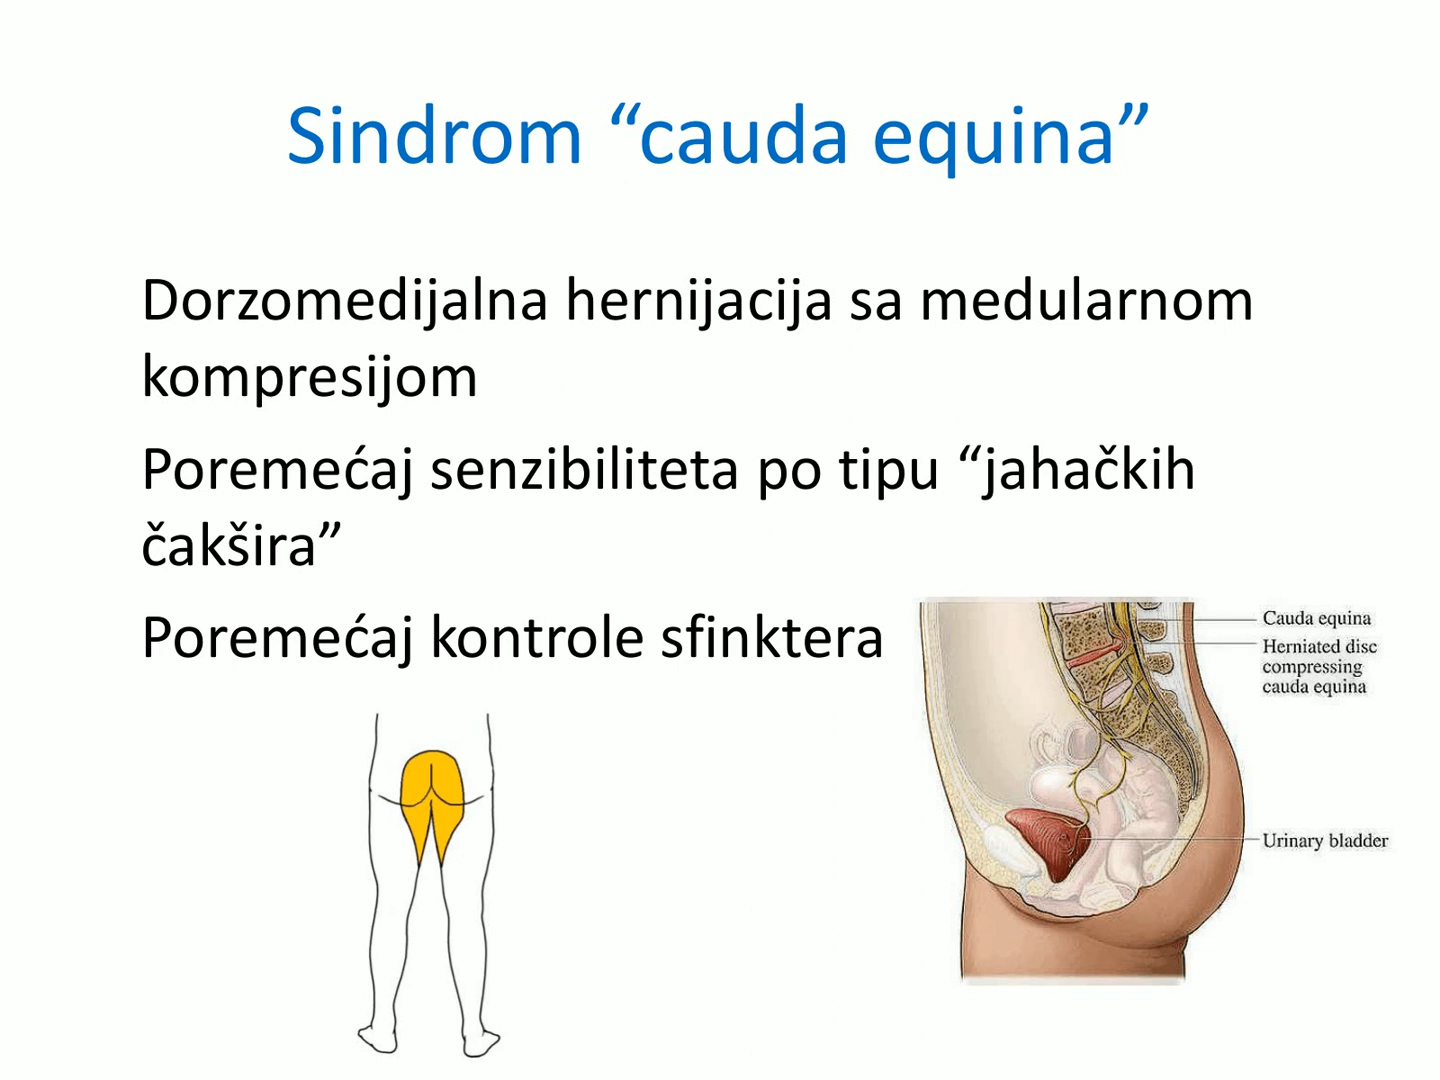 Sindrom “cauda equina”
Dorzomedijalna hernijacija sa medularnom
kompresijom
Poremećaj senzibiliteta po tipu “jahačkih
čakšira”
Poremećaj kontrole sfinktera
Cauda equina
Herniated disc
compressing
cauda equina
Urinary bladder